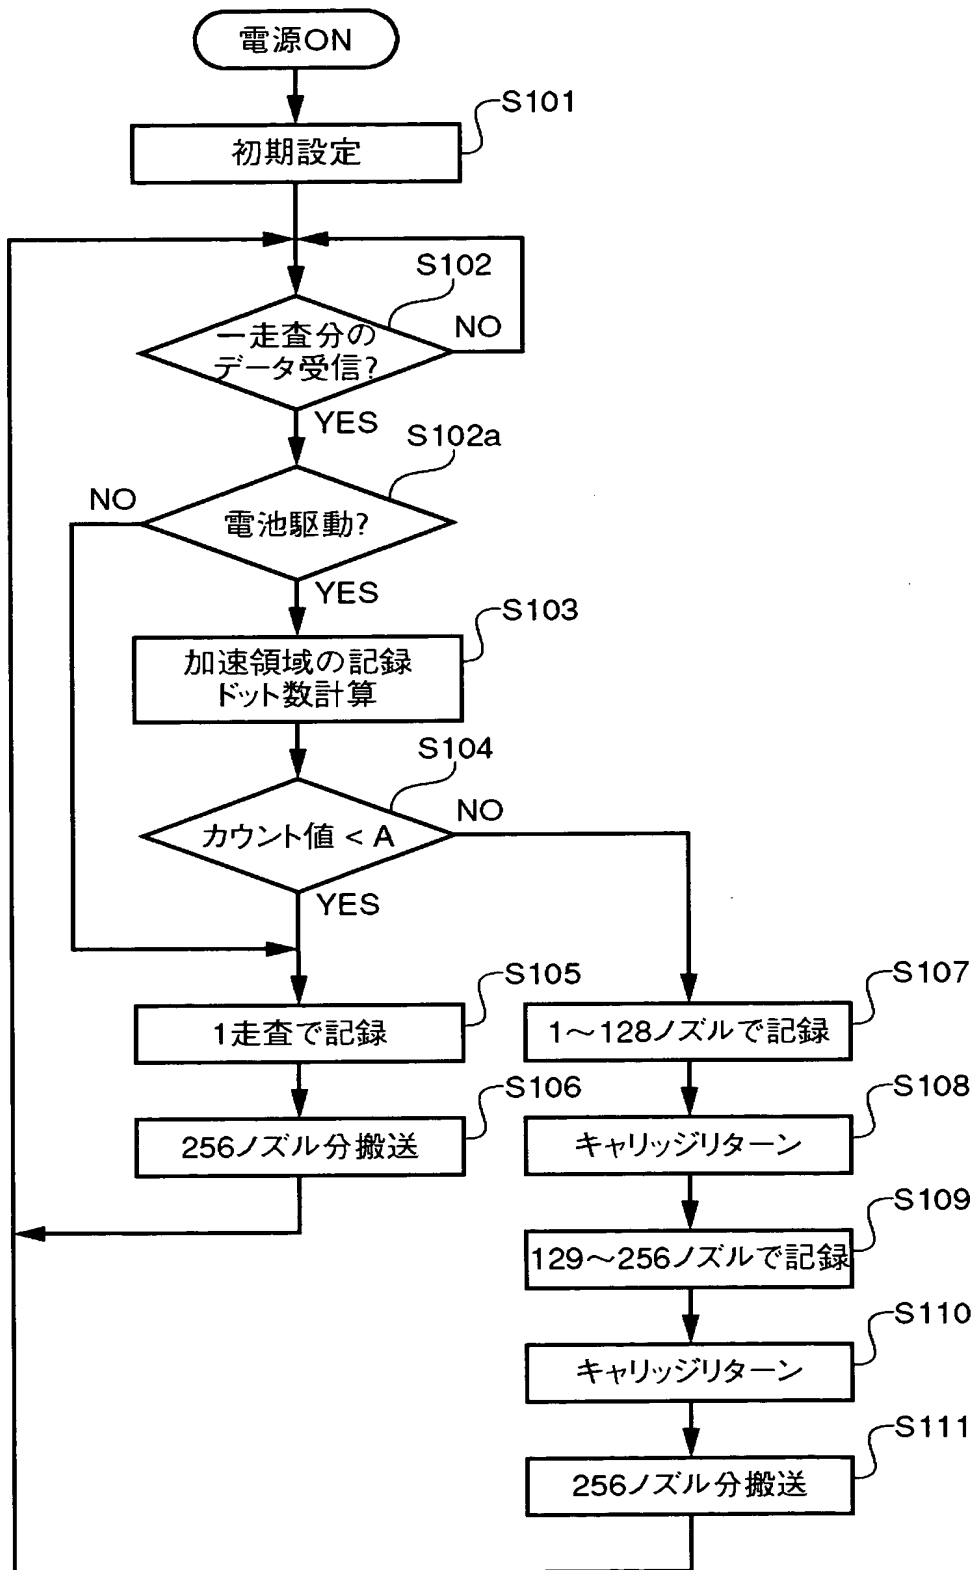 電源ON
S101
初期設定
S102
一走査分の
データ受信?
NO
YES
S102a
NO
電池駆動?
YES
S103
加速領域の記録
ドット数計算
S104
カウント値 < A
NO
YES
S105
1走査で記録
S106
256ノズル分搬送
S107
1～128ノズルで記録
S108
キャリッジリターン
S109
129～256ノズルで記録
S110
キャリッジリターン
S111
256ノズル分搬送